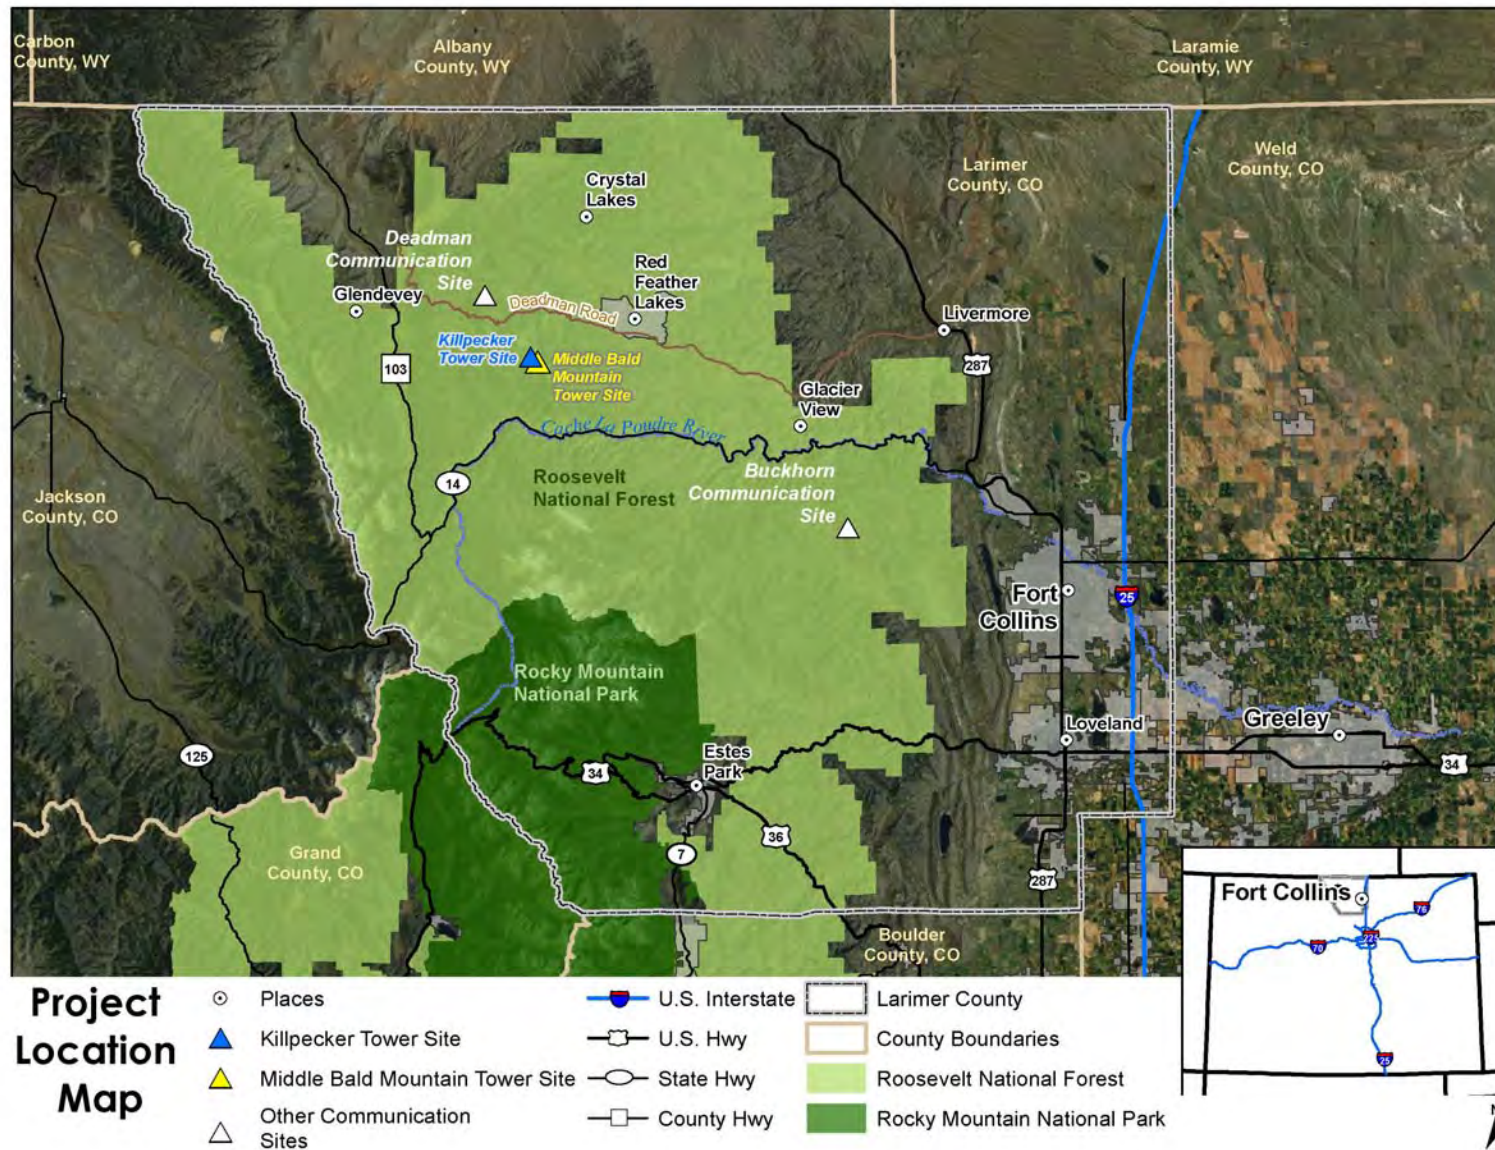 Carbon
County, WY
Albany
County, WY
Laramie
County, WY
Larimer
County, CO
Weld
County, CO
Crystal
Lakes
Deadman
Communication
Site
Red
Feather
Lakes
Glendevey
Deadman Road
Livermore
Killpecker
Tower Site
Middle Bald
Mountain
Tower Site
103
287
Glacier
View
Cache La Poudre River
Buckhorn
Communication
Site
14
Roosevelt
National Forest
Jackson
County, CO
Fort
Collins
25
Rocky Mountain
National Park
Loveland
Greeley
125
Estes
Park
34
34
36
7
Grand
County, CO
287
Boulder
County, CO
Fort Collins
76
70
225
25
Project
Location
Map
Places
Killpecker Tower Site
Middle Bald Mountain Tower Site
Other Communication
Sites
U.S. Interstate
U.S. Hwy
State Hwy
County Hwy
Larimer County
County Boundaries
Roosevelt National Forest
Rocky Mountain National Park